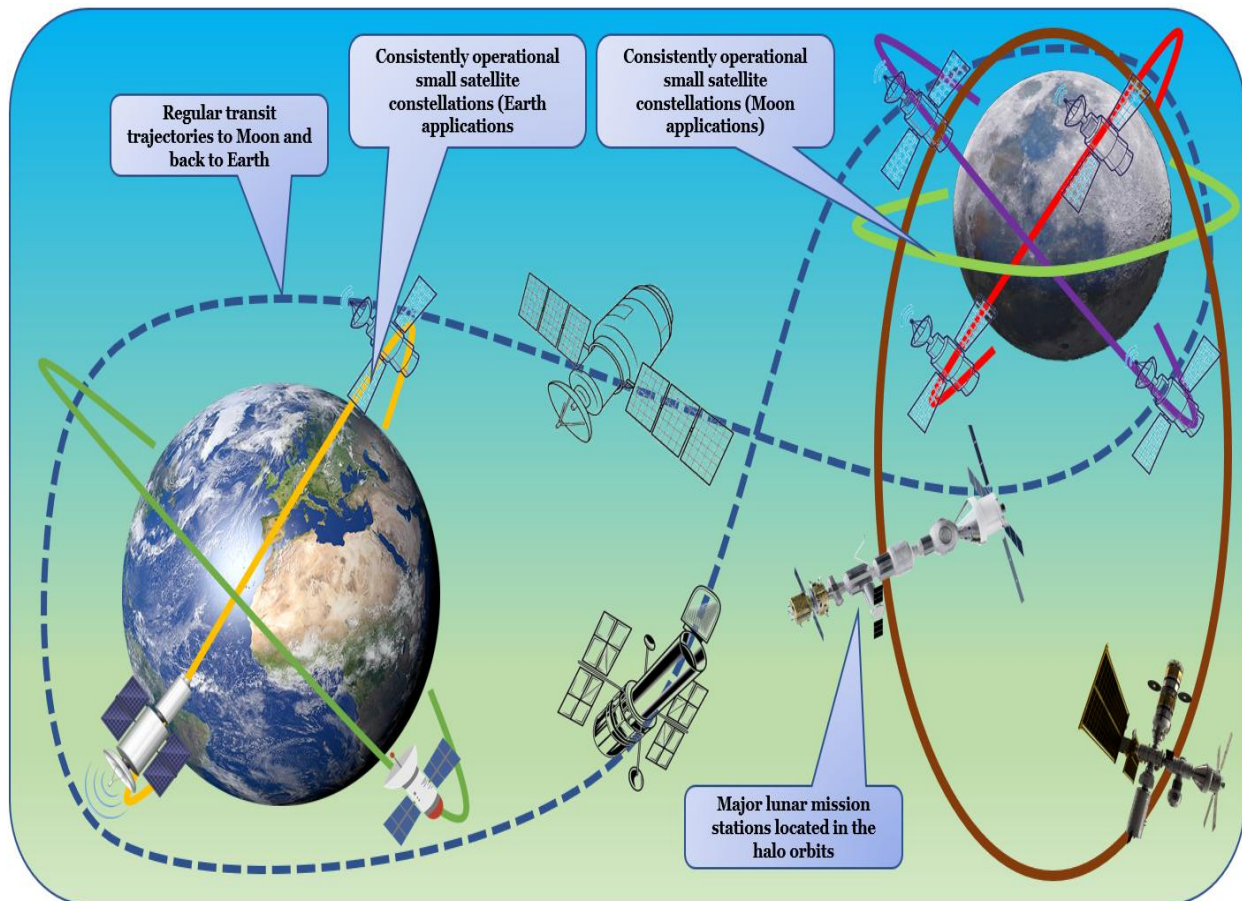 Regular transit
trajectories to Moon and
back to Earth
Consistently operational
small satellite
constellations (Earth
applications
Consistently operational
small satellite
constellations (Moon
applications)
Major lunar mission
stations located in the
halo orbits